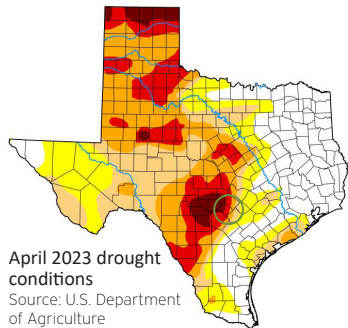 April 2023 drought
conditions
Source: U.S. Department
of Agriculture